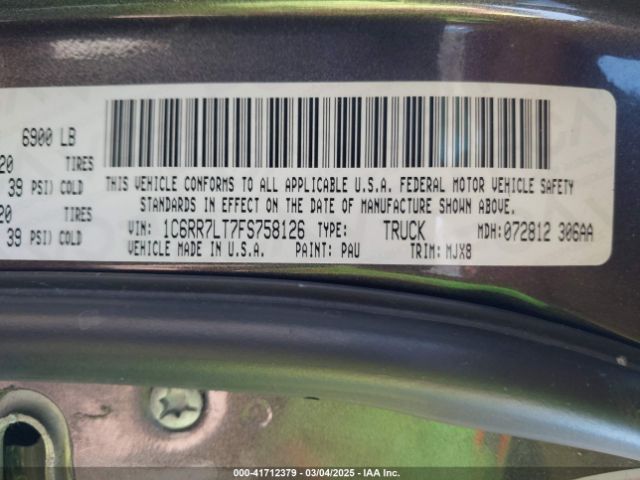 6900 LB
20 TIRES
39 PSI) COLD
20 TIRES
39 PSI) COLD
THIS VEHICLE CONFORMS TO ALL APPLICABLE U.S.A. FEDERAL MOTOR VEHICLE SAFETY
STANDARDS IN EFFECT ON THE DATE OF MANUFACTURE SHOWN ABOVE.
VIN: 1C6RR7LT7FS758126 TYPE: TRUCK MDH: 072812 306AA
VEHICLE MADE IN U.S.A. PAINT: PAU TRIM: MJX8
000-41712379 - 03/04/2025 - IAA Inc.